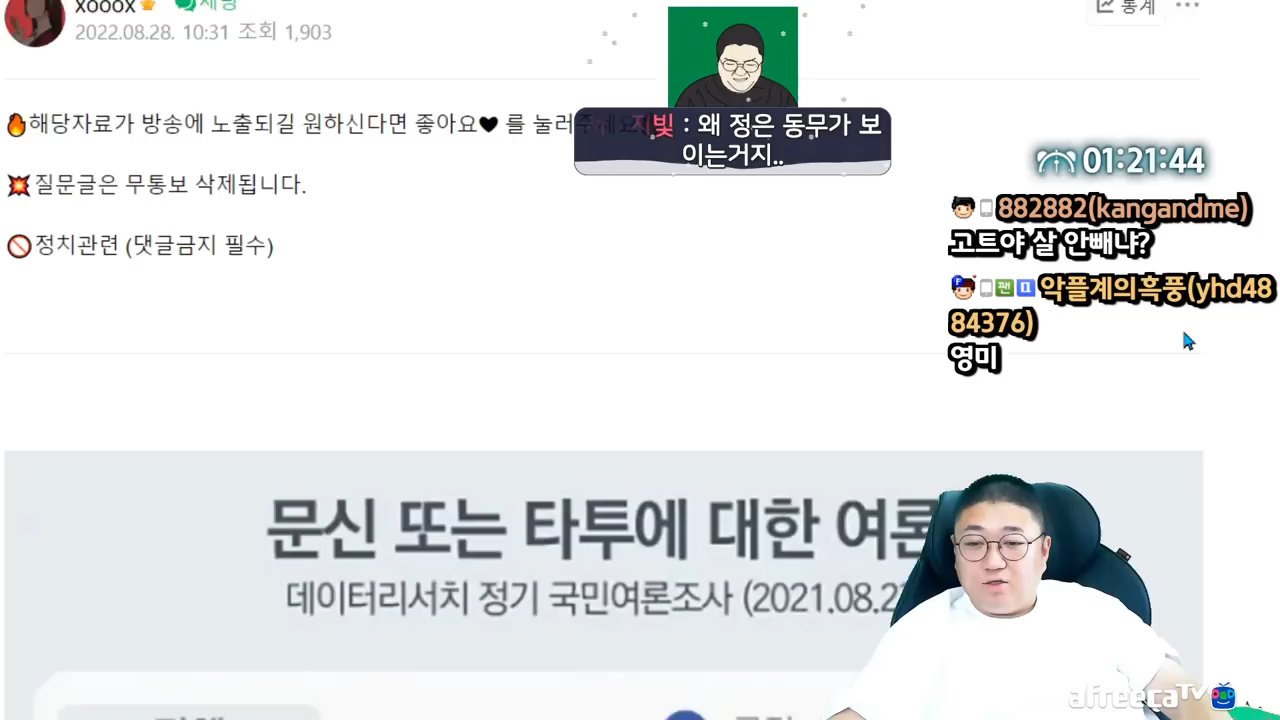 xooox 채팅
통계
2022.08.28. 10:31 조회 1,903
🔥해당자료가 방송에 노출되길 원하신다면 좋아요♥ 를 눌러주세요
💥질문글은 무통보 삭제됩니다.
🚫정치관련 (댓글금지 필수)
지빛 : 왜 정은 동무가 보
이는거지..
01:21:44
882882(kangandme)
고트야 살 안빼냐?
F 팬 악플계의흑풍(yhd48
84376)
영미
문신 또는 타투에 대한 여론
데이터리서치 정기 국민여론조사 (2021.08.2
afreecaTV